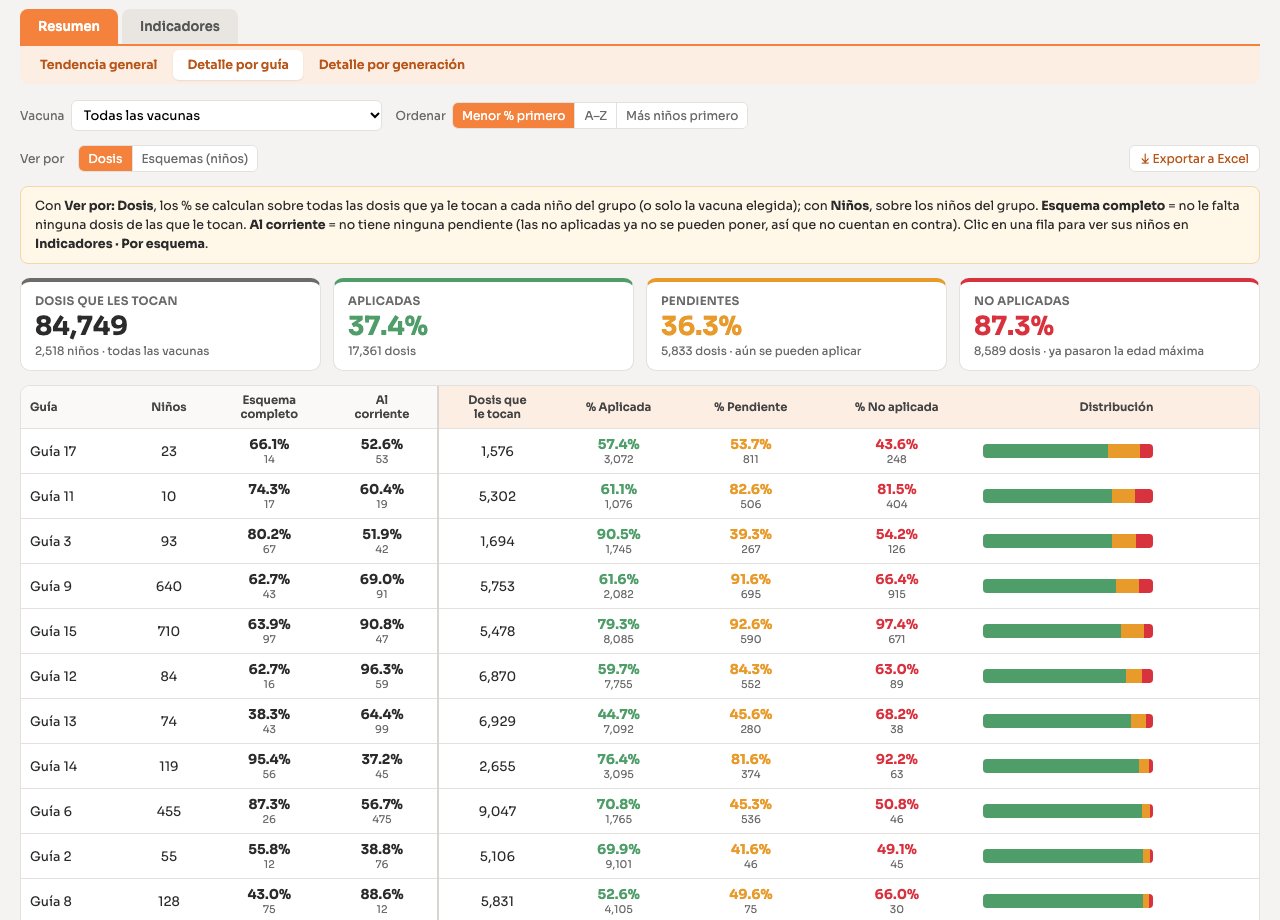 Resumen Indicadores
Tendencia general Detalle por guía Detalle por generación
Vacuna Todas las vacunas Ordenar Menor % primero A–Z Más niños primero
Ver por Dosis Esquemas (niños) Exportar a Excel
Con Ver por: Dosis, los % se calculan sobre todas las dosis que ya le tocan a cada niño del grupo (o solo la vacuna elegida); con Niños, sobre los niños del grupo. Esquema completo = no le falta
ninguna dosis de las que le tocan. Al corriente = no tiene ninguna pendiente (las no aplicadas ya no se pueden poner, así que no cuentan en contra). Clic en una fila para ver sus niños en
Indicadores · Por esquema.
DOSIS QUE LES TOCAN
84,749
2,518 niños · todas las vacunas
APLICADAS
37.4%
17,361 dosis
PENDIENTES
36.3%
5,833 dosis · aún se pueden aplicar
NO APLICADAS
87.3%
8,589 dosis · ya pasaron la edad máxima
Guía Niños Esquema completo Al corriente Dosis que le tocan % Aplicada % Pendiente % No aplicada Distribución
Guía 17 23 66.1% 52.6% 1,576 57.4% 53.7% 43.6%
14 53 3,072 811 248
Guía 11 10 74.3% 60.4% 5,302 61.1% 82.6% 81.5%
17 19 1,076 506 404
Guía 3 93 80.2% 51.9% 1,694 90.5% 39.3% 54.2%
67 42 1,745 267 126
Guía 9 640 62.7% 69.0% 5,753 61.6% 91.6% 66.4%
43 91 2,082 695 915
Guía 15 710 63.9% 90.8% 5,478 79.3% 92.6% 97.4%
97 47 8,085 590 671
Guía 12 84 62.7% 96.3% 6,870 59.7% 84.3% 63.0%
16 59 7,755 552 89
Guía 13 74 38.3% 64.4% 6,929 44.7% 45.6% 68.2%
43 99 7,092 280 38
Guía 14 119 95.4% 37.2% 2,655 76.4% 81.6% 92.2%
56 45 3,095 374 63
Guía 6 455 87.3% 56.7% 9,047 70.8% 45.3% 50.8%
26 475 1,765 536 46
Guía 2 55 55.8% 38.8% 5,106 69.9% 41.6% 49.1%
12 76 9,101 46 45
Guía 8 128 43.0% 88.6% 5,831 52.6% 49.6% 66.0%
75 12 4,105 75 30